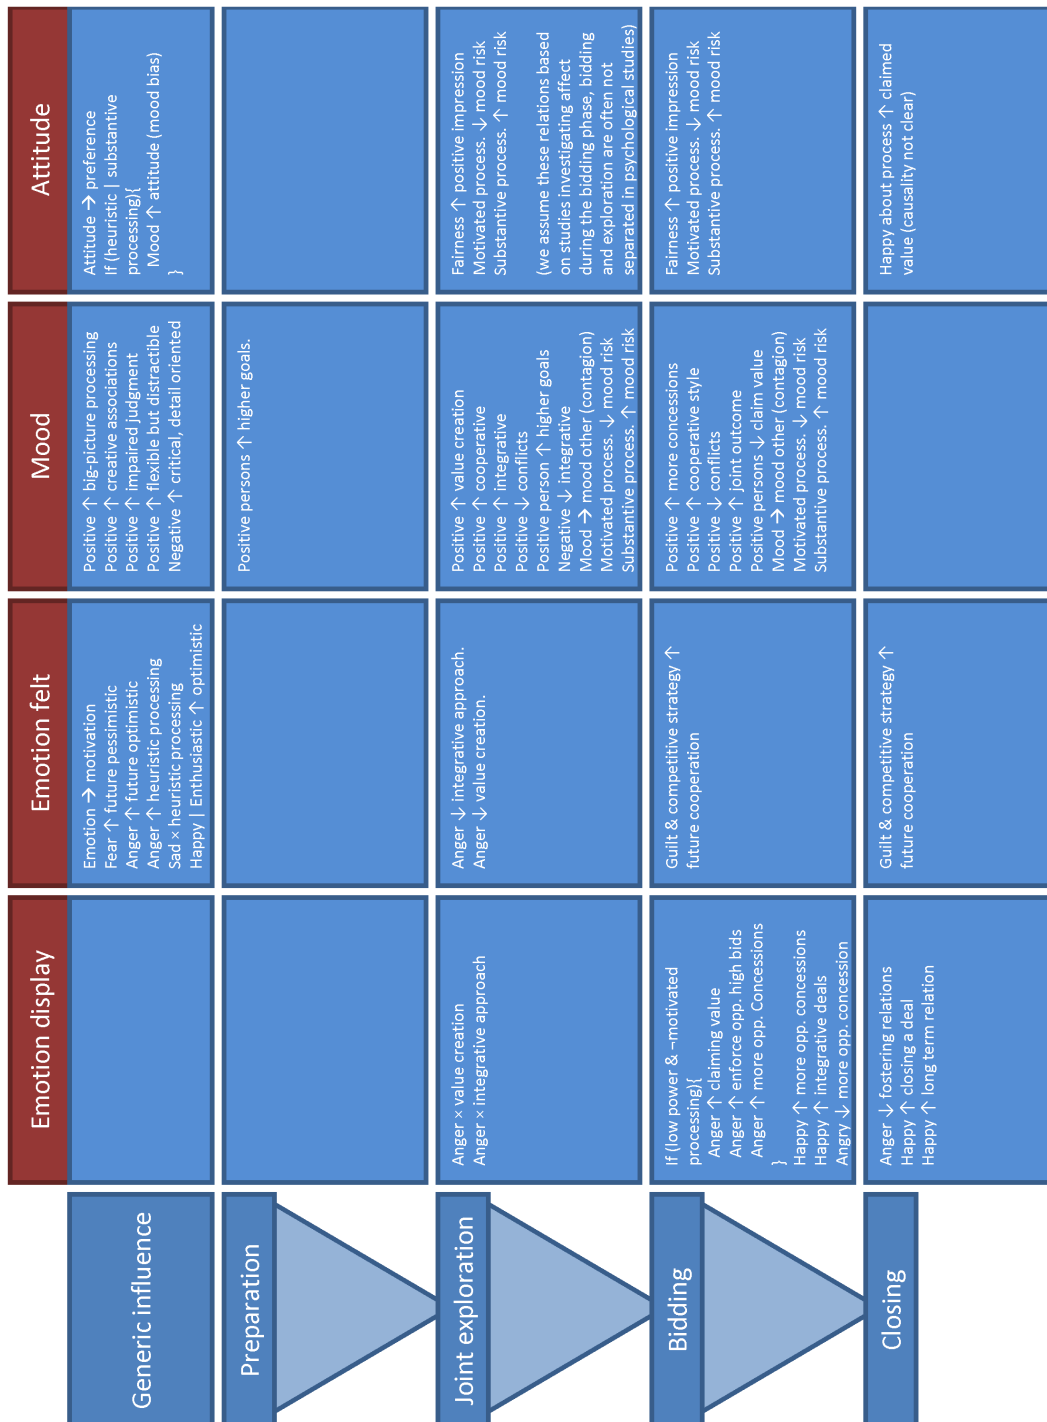 Emotion display
Emotion felt
Mood
Attitude
Generic influence
Emotion → motivation
Fear ↑ future pessimistic
Anger ↑ future optimistic
Anger ↑ heuristic processing
Sad × heuristic processing
Happy | Enthusiastic ↑ optimistic
Positive ↑ big-picture processing
Positive ↑ creative associations
Positive ↑ impaired judgment
Positive ↑ flexible but distractible
Negative ↑ critical, detail oriented
Attitude → preference
If (heuristic | substantive
processing){
Mood ↑ attitude (mood bias)
}
Preparation
Positive persons ↑ higher goals.
Joint exploration
Anger × value creation
Anger × integrative approach
Anger ↓ integrative approach.
Anger ↓ value creation.
Positive ↑ value creation
Positive ↑ cooperative
Positive ↑ integrative
Positive ↓ conflicts
Positive person ↑ higher goals
Negative ↓ integrative
Mood → mood other (contagion)
Motivated process. ↓ mood risk
Substantive process. ↑ mood risk
Fairness ↑ positive impression
Motivated process. ↓ mood risk
Substantive process. ↑ mood risk
(we assume these relations based
on studies investigating affect
during the bidding phase, bidding
and exploration are often not
separated in psychological studies)
Bidding
If (low power & ¬motivated
processing){
Anger ↑ claiming value
Anger ↑ enforce opp. high bids
Anger ↑ more opp. Concessions
}
Happy ↑ more opp. concessions
Happy ↑ integrative deals
Angry ↓ more opp. concession
Guilt & competitive strategy ↑
future cooperation
Positive ↑ more concessions
Positive ↑ cooperative style
Positive ↓ conflicts
Positive ↑ joint outcome
Positive persons ↓ claim value
Mood → mood other (contagion)
Motivated process. ↓ mood risk
Substantive process. ↑ mood risk
Fairness ↑ positive impression
Motivated process. ↓ mood risk
Substantive process. ↑ mood risk
Closing
Anger ↓ fostering relations
Happy ↑ closing a deal
Happy ↑ long term relation
Guilt & competitive strategy ↑
future cooperation
Happy about process ↑ claimed
value (causality not clear)